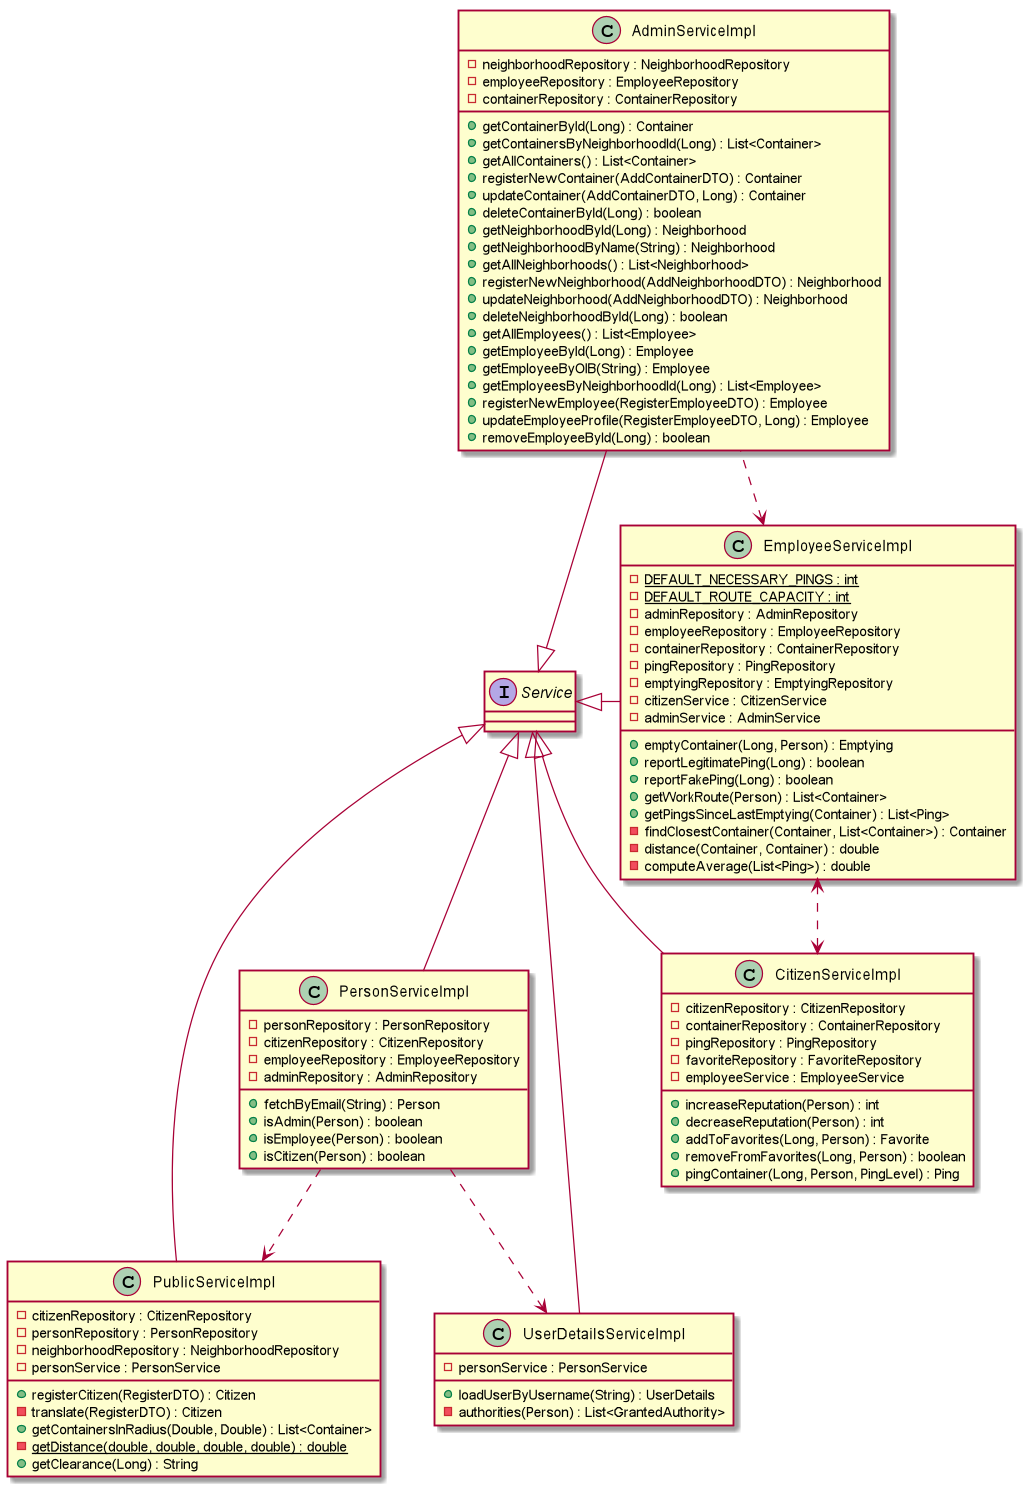 C AdminServiceImpl
neighborhoodRepository : NeighborhoodRepository
employeeRepository : EmployeeRepository
containerRepository : ContainerRepository
getContainerById(Long) : Container
getContainersByNeighborhoodId(Long) : List<Container>
getAllContainers() : List<Container>
registerNewContainer(AddContainerDTO) : Container
updateContainer(AddContainerDTO, Long) : Container
deleteContainerById(Long) : boolean
getNeighborhoodById(Long) : Neighborhood
getNeighborhoodByName(String) : Neighborhood
getAllNeighborhoods() : List<Neighborhood>
registerNewNeighborhood(AddNeighborhoodDTO) : Neighborhood
updateNeighborhood(AddNeighborhoodDTO) : Neighborhood
deleteNeighborhoodById(Long) : boolean
getAllEmployees() : List<Employee>
getEmployeeById(Long) : Employee
getEmployeeByOIB(String) : Employee
getEmployeesByNeighborhoodId(Long) : List<Employee>
registerNewEmployee(RegisterEmployeeDTO) : Employee
updateEmployeeProfile(RegisterEmployeeDTO, Long) : Employee
removeEmployeeById(Long) : boolean
C EmployeeServiceImpl
DEFAULT_NECESSARY_PINGS : int
DEFAULT_ROUTE_CAPACITY : int
adminRepository : AdminRepository
employeeRepository : EmployeeRepository
containerRepository : ContainerRepository
pingRepository : PingRepository
emptyingRepository : EmptyingRepository
citizenService : CitizenService
adminService : AdminService
emptyContainer(Long, Person) : Emptying
reportLegitimatePing(Long) : boolean
reportFakePing(Long) : boolean
getWorkRoute(Person) : List<Container>
getPingsSinceLastEmptying(Container) : List<Ping>
findClosestContainer(Container, List<Container>) : Container
distance(Container, Container) : double
computeAverage(List<Ping>) : double
I Service
C PersonServiceImpl
personRepository : PersonRepository
citizenRepository : CitizenRepository
employeeRepository : EmployeeRepository
adminRepository : AdminRepository
fetchByEmail(String) : Person
isAdmin(Person) : boolean
isEmployee(Person) : boolean
isCitizen(Person) : boolean
C CitizenServiceImpl
citizenRepository : CitizenRepository
containerRepository : ContainerRepository
pingRepository : PingRepository
favoriteRepository : FavoriteRepository
employeeService : EmployeeService
increaseReputation(Person) : int
decreaseReputation(Person) : int
addToFavorites(Long, Person) : Favorite
removeFromFavorites(Long, Person) : boolean
pingContainer(Long, Person, PingLevel) : Ping
C PublicServiceImpl
citizenRepository : CitizenRepository
personRepository : PersonRepository
neighborhoodRepository : NeighborhoodRepository
personService : PersonService
registerCitizen(RegisterDTO) : Citizen
translate(RegisterDTO) : Citizen
getContainersInRadius(Double, Double) : List<Container>
getDistance(double, double, double, double) : double
getClearance(Long) : String
C UserDetailsServiceImpl
personService : PersonService
loadUserByUsername(String) : UserDetails
authorities(Person) : List<GrantedAuthority>